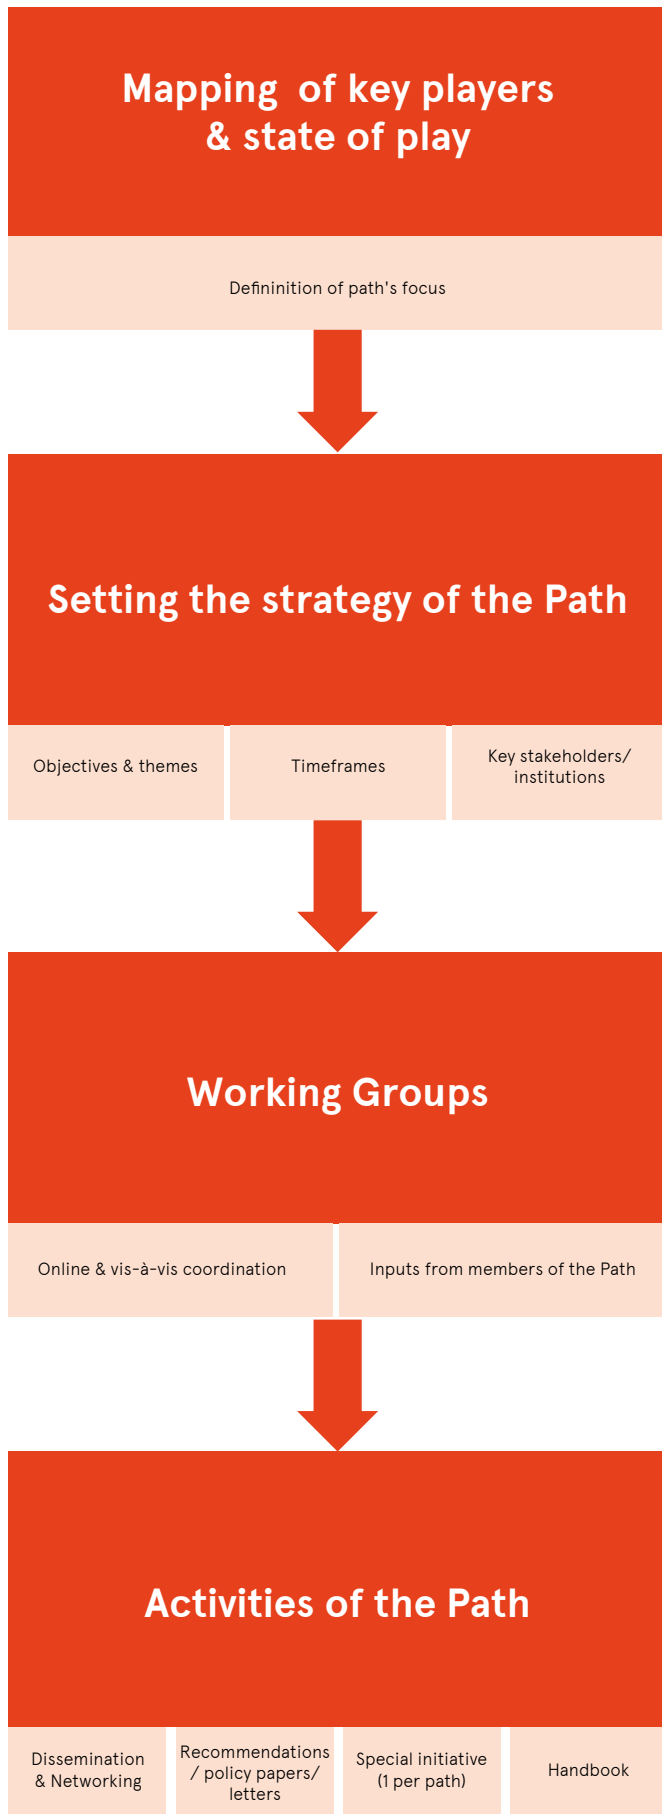 Mapping of key players
& state of play
Defininition of path's focus
Setting the strategy of the Path
Objectives & themes
Timeframes
Key stakeholders/
institutions
Working Groups
Online & vis-à-vis coordination
Inputs from members of the Path
Activities of the Path
Dissemination
& Networking
Recommendations
/ policy papers/
letters
Special initiative
(1 per path)
Handbook